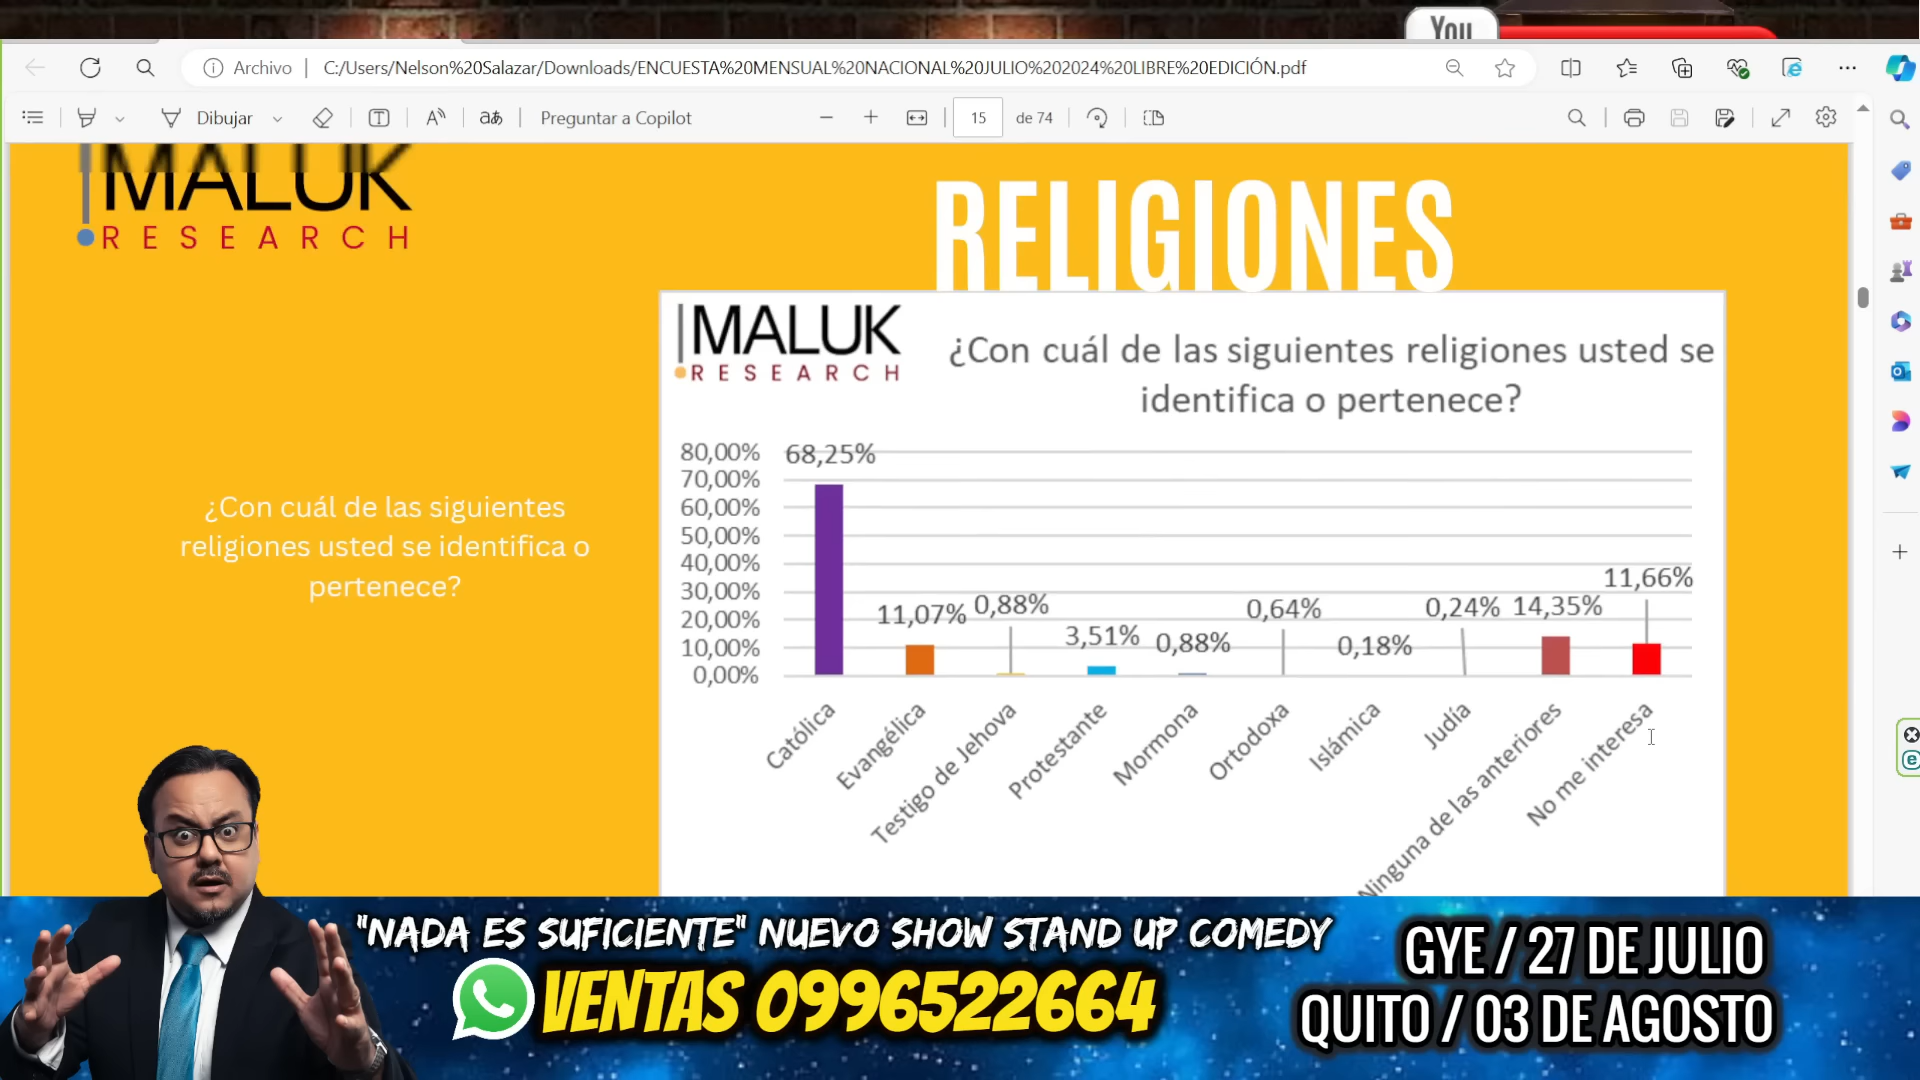 You
Archivo
C:/Users/Nelson%20Salazar/Downloads/ENCUESTA%20MENSUAL%20NACIONAL%20JULIO%202024%20LIBRE%20EDICIÓN.pdf
Dibujar
Preguntar a Copilot
15 de 74
MALUK
RESEARCH
RELIGIONES
¿Con cuál de las siguientes
religiones usted se identifica o
pertenece?
MALUK
RESEARCH
¿Con cuál de las siguientes religiones usted se
identifica o pertenece?
80,00%
70,00%
60,00%
50,00%
40,00%
30,00%
20,00%
10,00%
0,00%
68,25%
11,07%
0,88%
3,51%
0,88%
0,64%
0,18%
0,24%
14,35%
11,66%
Católica
Evangélica
Testigo de Jehova
Protestante
Mormona
Ortodoxa
Islámica
Judía
Ninguna de las anteriores
No me interesa
"NADA ES SUFICIENTE" NUEVO SHOW STAND UP COMEDY
VENTAS 0996522664
GYE / 27 DE JULIO
QUITO / 03 DE AGOSTO